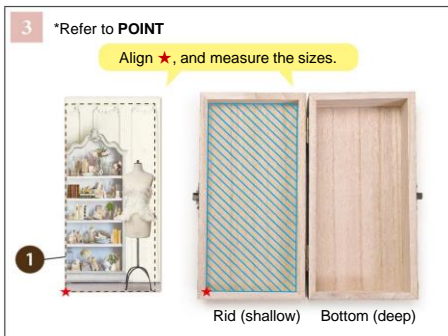 3 *Refer to POINT
Align ★, and measure the sizes.
1
Rid (shallow) Bottom (deep)